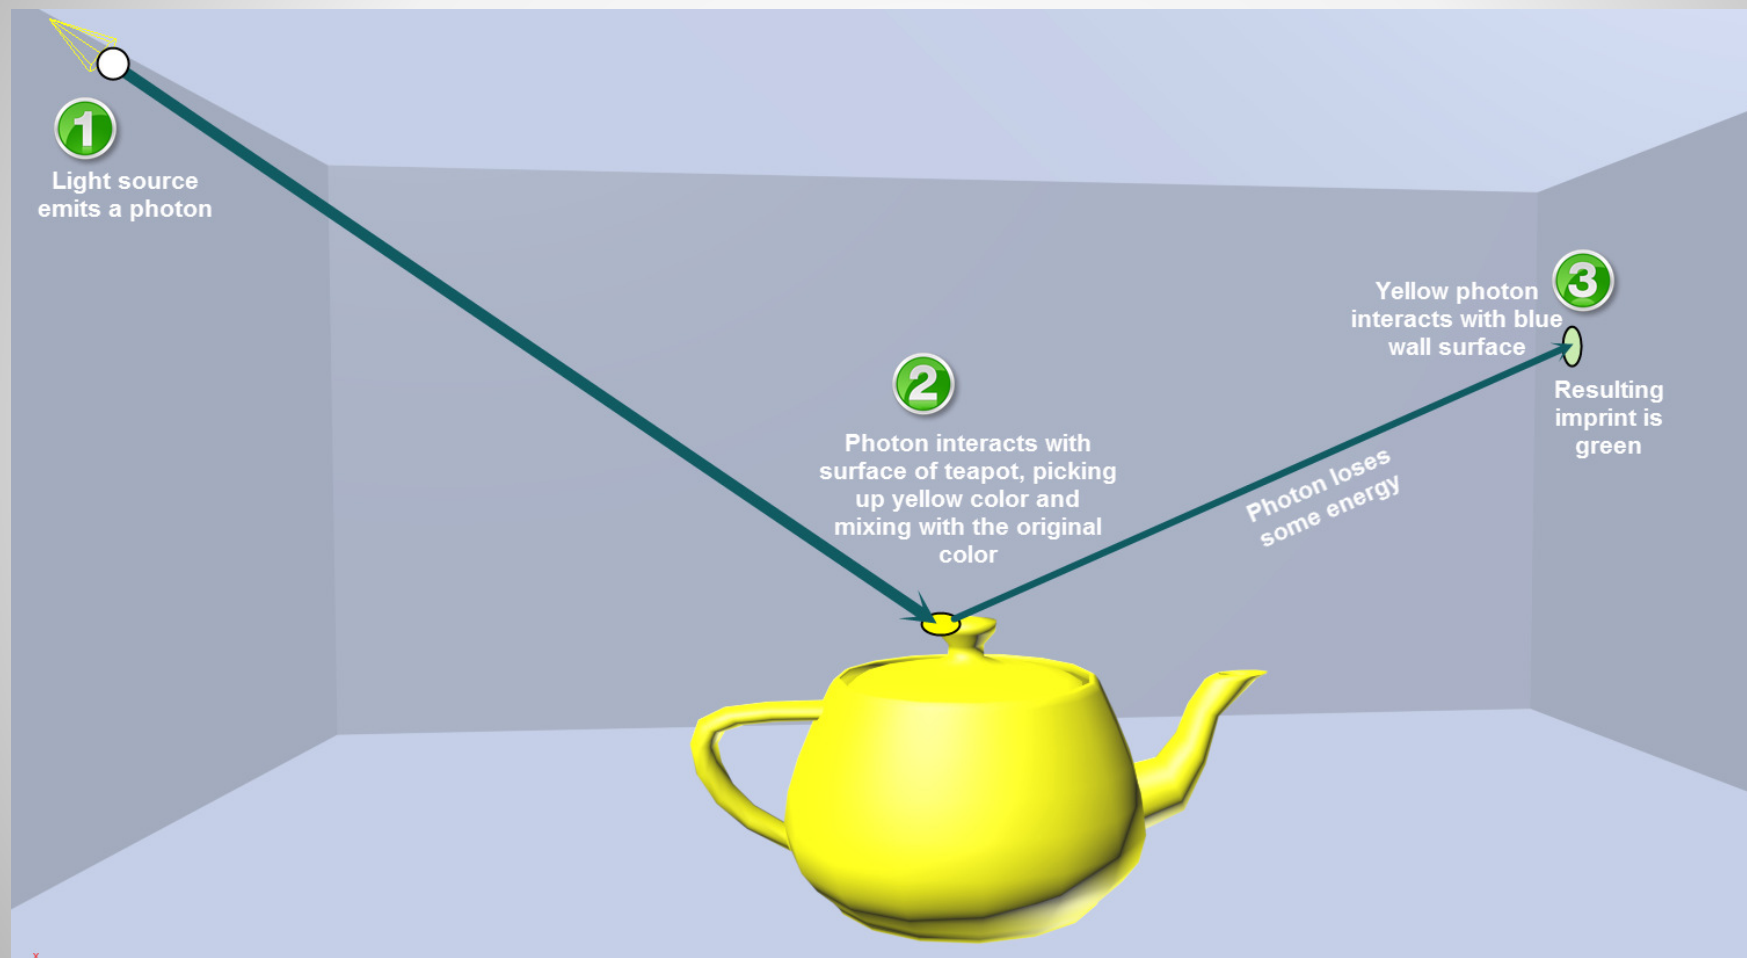 1
Light source
emits a photon
2
Photon interacts with
surface of teapot, picking
up yellow color and
mixing with the original
color
Photon loses
some energy
3
Yellow photon
interacts with blue
wall surface
Resulting
imprint is
green
x